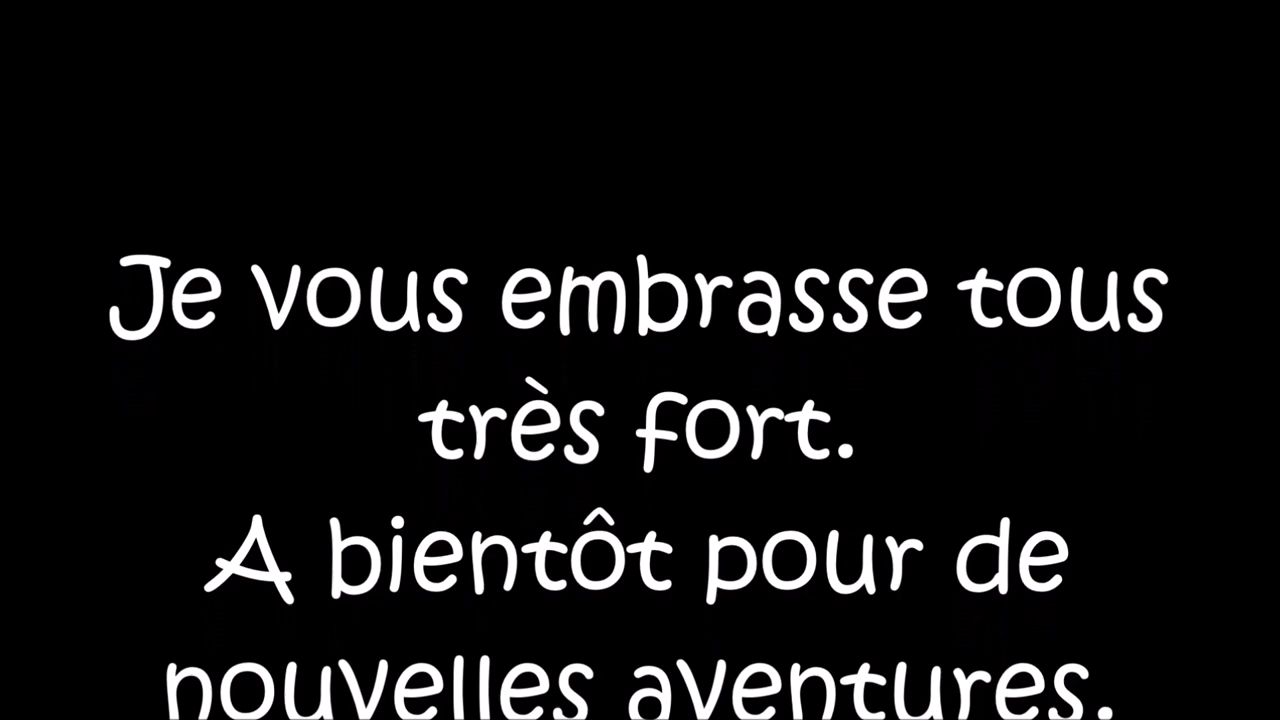 Je vous embrasse tous
très fort.
A bientôt pour de
nouvelles aventures.